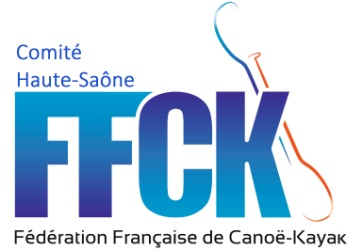 Comité
Haute-Saône
FFCK
Fédération Française de Canoë-Kayak